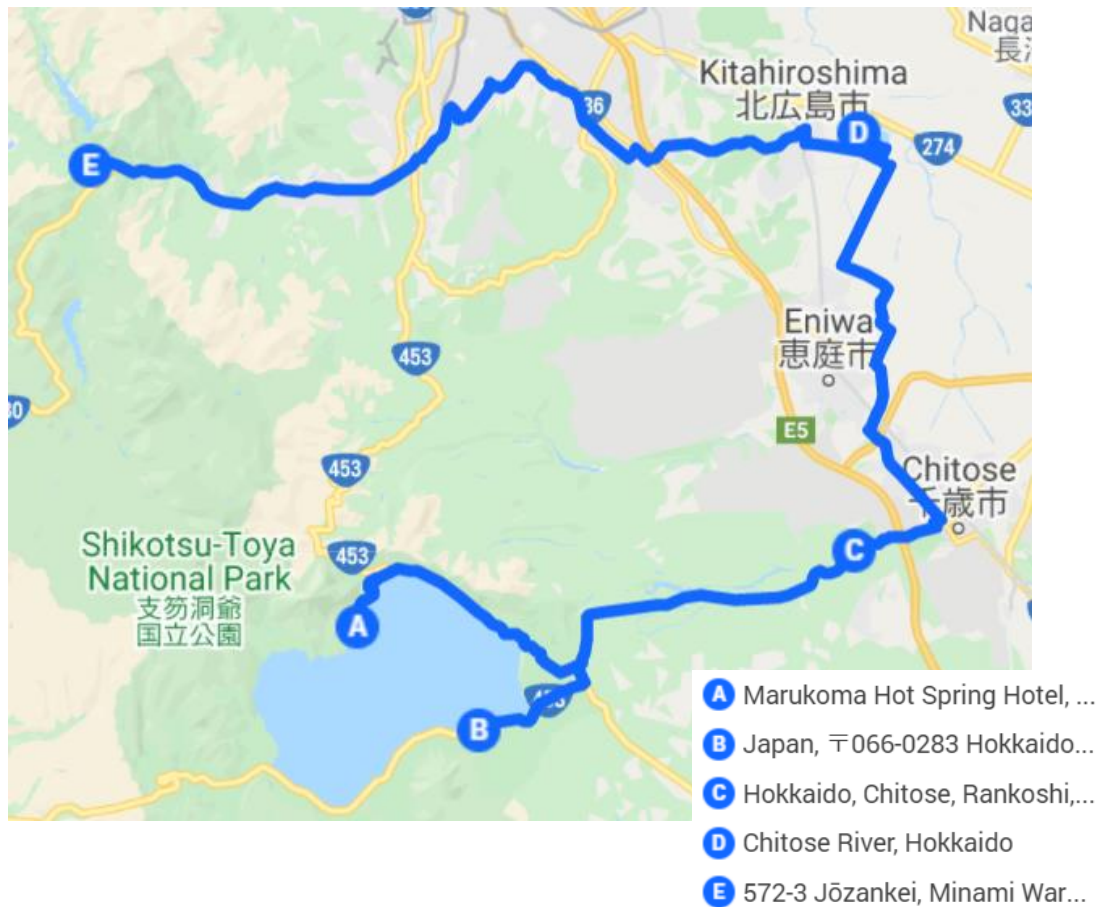 Naga
長
Kitahiroshima
北広島市
36
33
D
274
E
Eniwa
恵庭市
453
30
E5
453
Chitose
千歳市
Shikotsu-Toya
National Park
支笏洞爺
国立公園
453
C
A
B
A Marukoma Hot Spring Hotel, ...
B Japan, 〒066-0283 Hokkaido...
C Hokkaido, Chitose, Rankoshi,...
D Chitose River, Hokkaido
E 572-3 Jōzankei, Minami War...